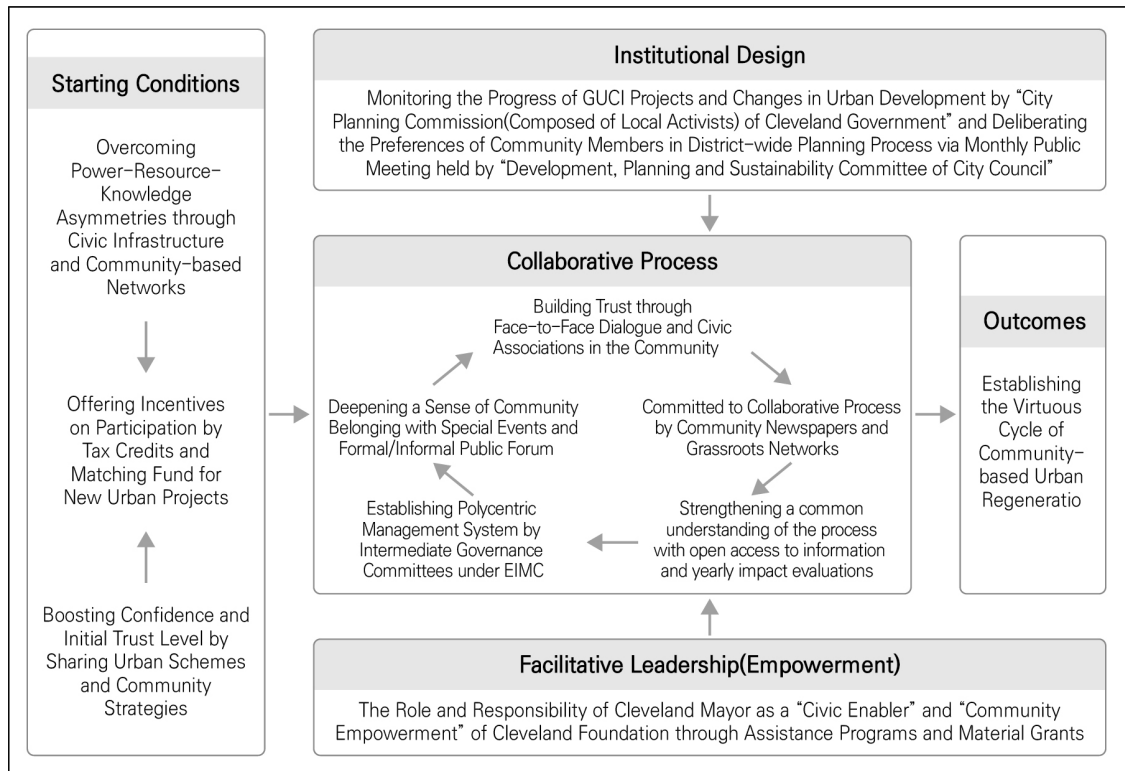 Starting Conditions
Overcoming
Power-Resource-
Knowledge
Asymmetries through
Civic Infrastructure
and Community-based
Networks
Offering Incentives
on Participation by
Tax Credits and
Matching Fund for
New Urban Projects
Boosting Confidence and
Initial Trust Level by
Sharing Urban Schemes
and Community
Strategies
Institutional Design
Monitoring the Progress of GUCI Projects and Changes in Urban Development by “City
Planning Commission(Composed of Local Activists) of Cleveland Government” and Deliberating
the Preferences of Community Members in District-wide Planning Process via Monthly Public
Meeting held by “Development, Planning and Sustainability Committee of City Council”
Collaborative Process
Building Trust through
Face-to-Face Dialogue and Civic
Associations in the Community
Committed to Collaborative Process
by Community Newspapers and
Grassroots Networks
Strengthening a common
understanding of the process
with open access to information
and yearly impact evaluations
Establishing Polycentric
Management System by
Intermediate Governance
Committees under EIMC
Deepening a Sense of Community
Belonging with Special Events and
Formal/Informal Public Forum
Facilitative Leadership(Empowerment)
The Role and Responsibility of Cleveland Mayor as a “Civic Enabler” and “Community
Empowerment” of Cleveland Foundation through Assistance Programs and Material Grants
Outcomes
Establishing
the Virtuous
Cycle of
Community-
based Urban
Regeneratio